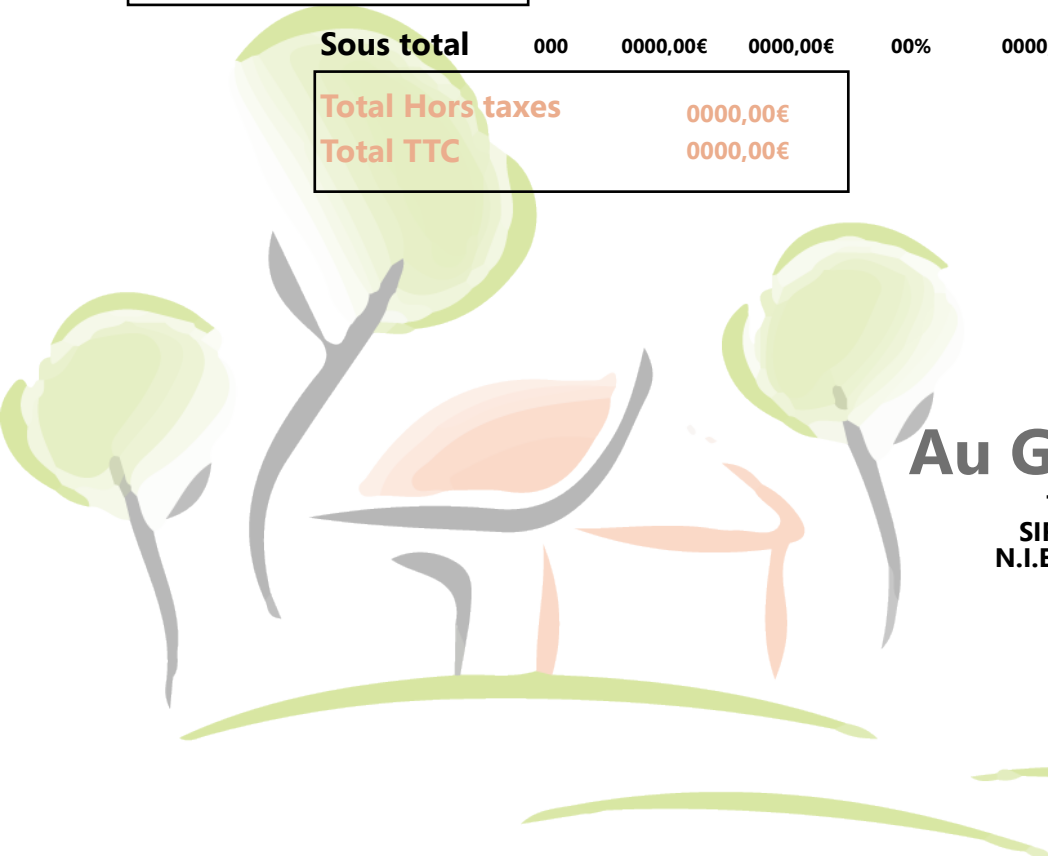 Sous total 000 0000,00€ 0000,00€ 00% 0000
Total Hors taxes 0000,00€
Total TTC 0000,00€
Au G
SI
N.I.